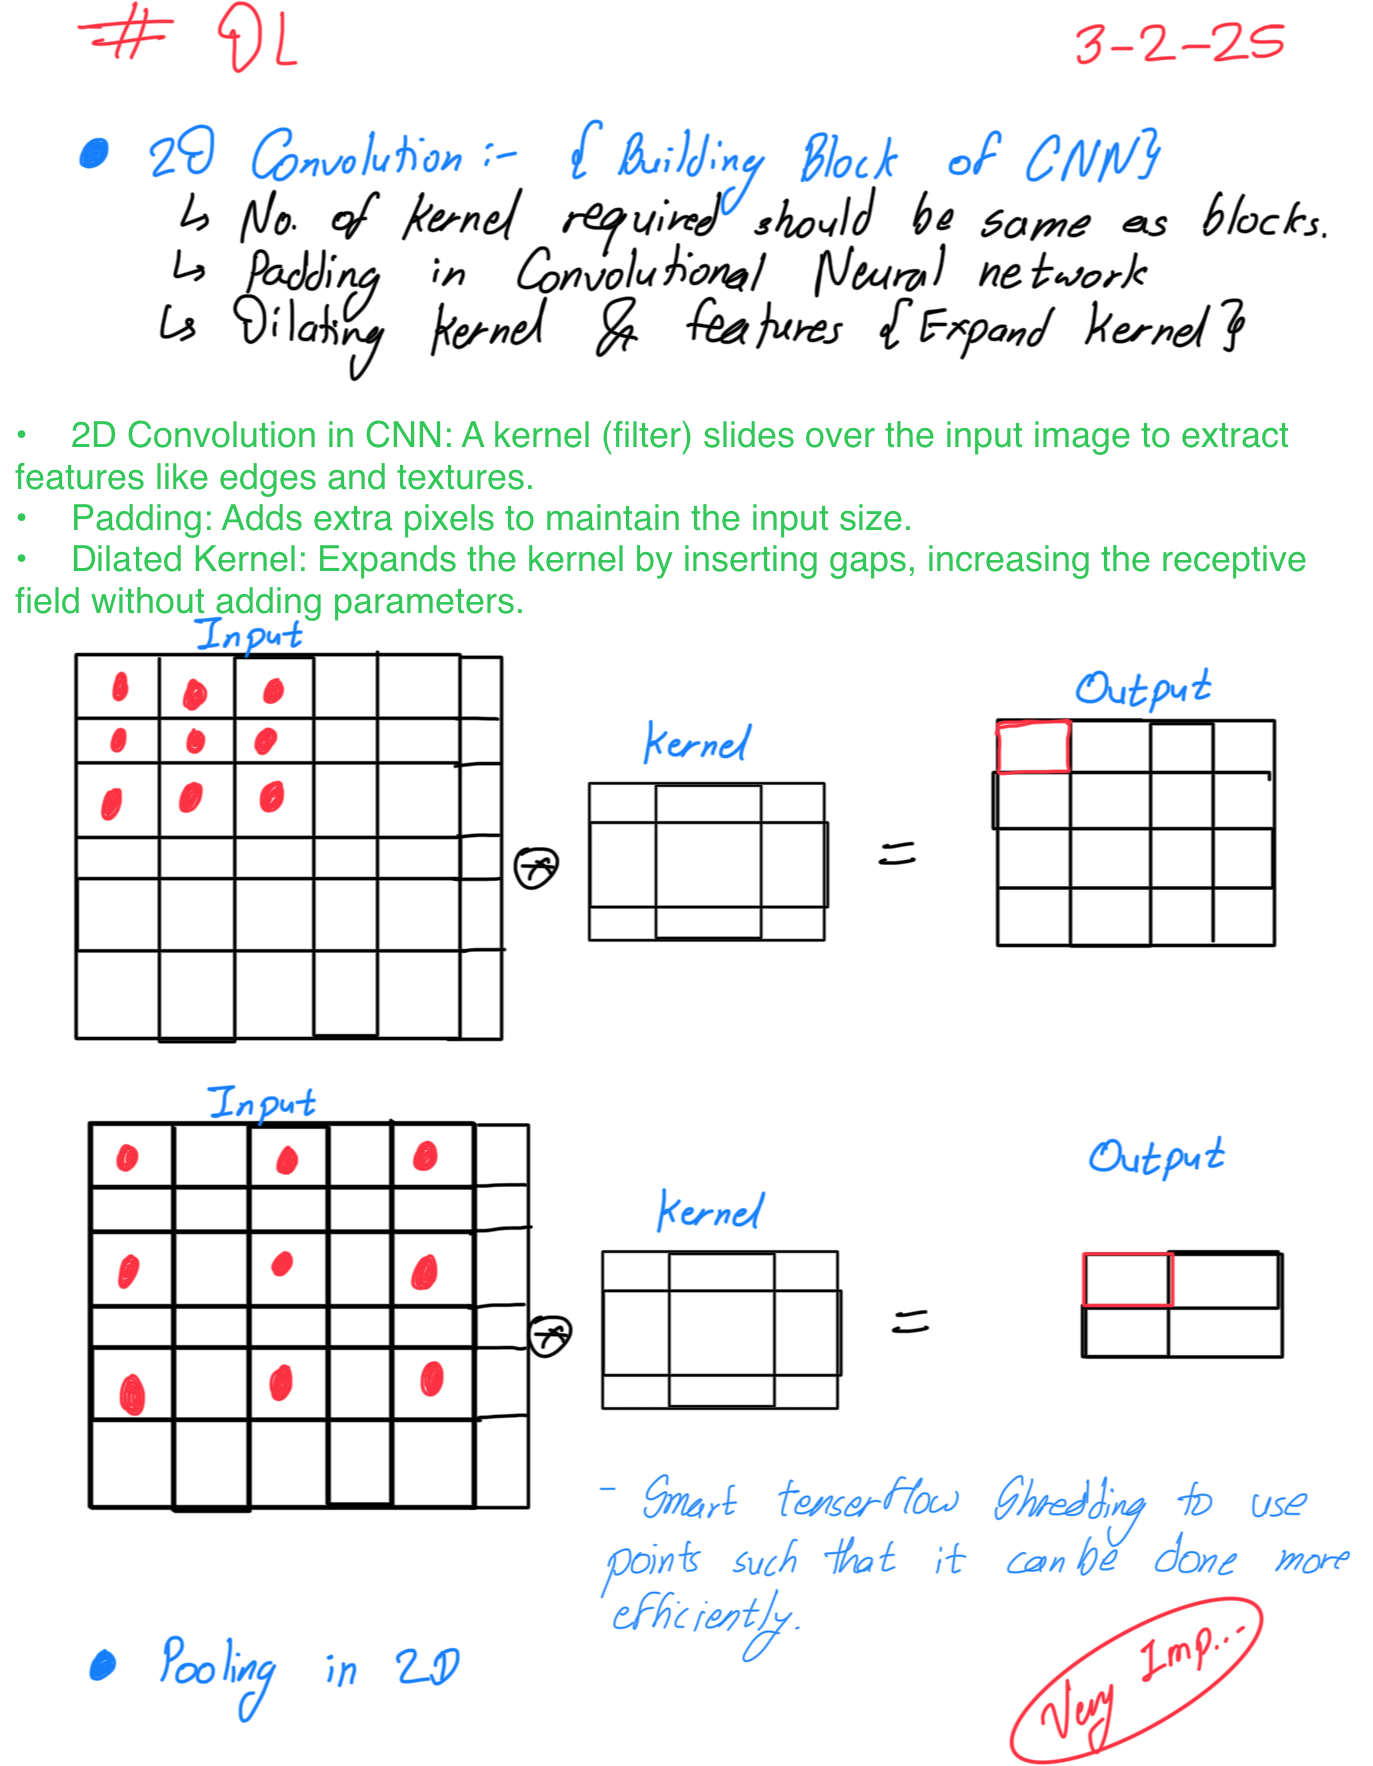 # DL
3-2-25
• 2D Convolution :- { Building Block of CNN}
↳ No. of kernel required should be same as blocks.
↳ Padding in Convolutional Neural network
↳ Dilating kernel & features {Expand kernel}
• 2D Convolution in CNN: A kernel (filter) slides over the input image to extract
features like edges and textures.
• Padding: Adds extra pixels to maintain the input size.
• Dilated Kernel: Expands the kernel by inserting gaps, increasing the receptive
field without adding parameters.
Input
Kernel
Output
=
Input
Kernel
Output
=
- Smart tenserflow Shredding to use
points such that it can be done more
efficiently.
• Pooling in 2D
Very Imp...